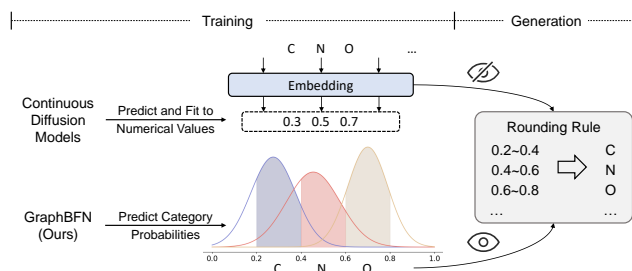 Training
Generation
C N O ...
Embedding
Continuous
Diffusion
Models
Predict and Fit to
Numerical Values
0.3 0.5 0.7
Rounding Rule
0.2~0.4 C
0.4~0.6 N
0.6~0.8 O
... ...
GraphBFN
(Ours)
Predict Category
Probabilities
0.0 0.2 0.4 0.6 0.8 1.0
C N O